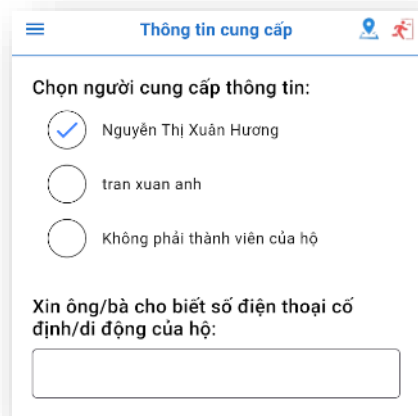 Thông tin cung cấp
Chọn người cung cấp thông tin:
Nguyễn Thị Xuân Hương
tran xuan anh
Không phải thành viên của hộ
Xin ông/bà cho biết số điện thoại cố
định/di động của hộ: